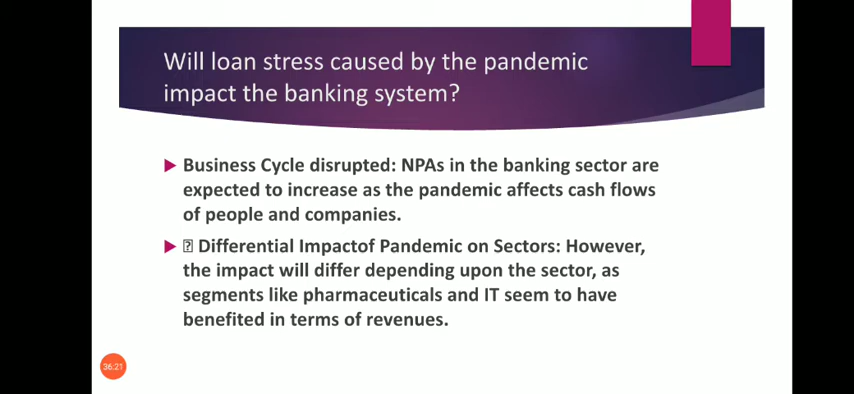 Will loan stress caused by the pandemic
impact the banking system?
Business Cycle disrupted: NPAs in the banking sector are
expected to increase as the pandemic affects cash flows
of people and companies.
Differential Impactof Pandemic on Sectors: However,
the impact will differ depending upon the sector, as
segments like pharmaceuticals and IT seem to have
benefited in terms of revenues.
36:21